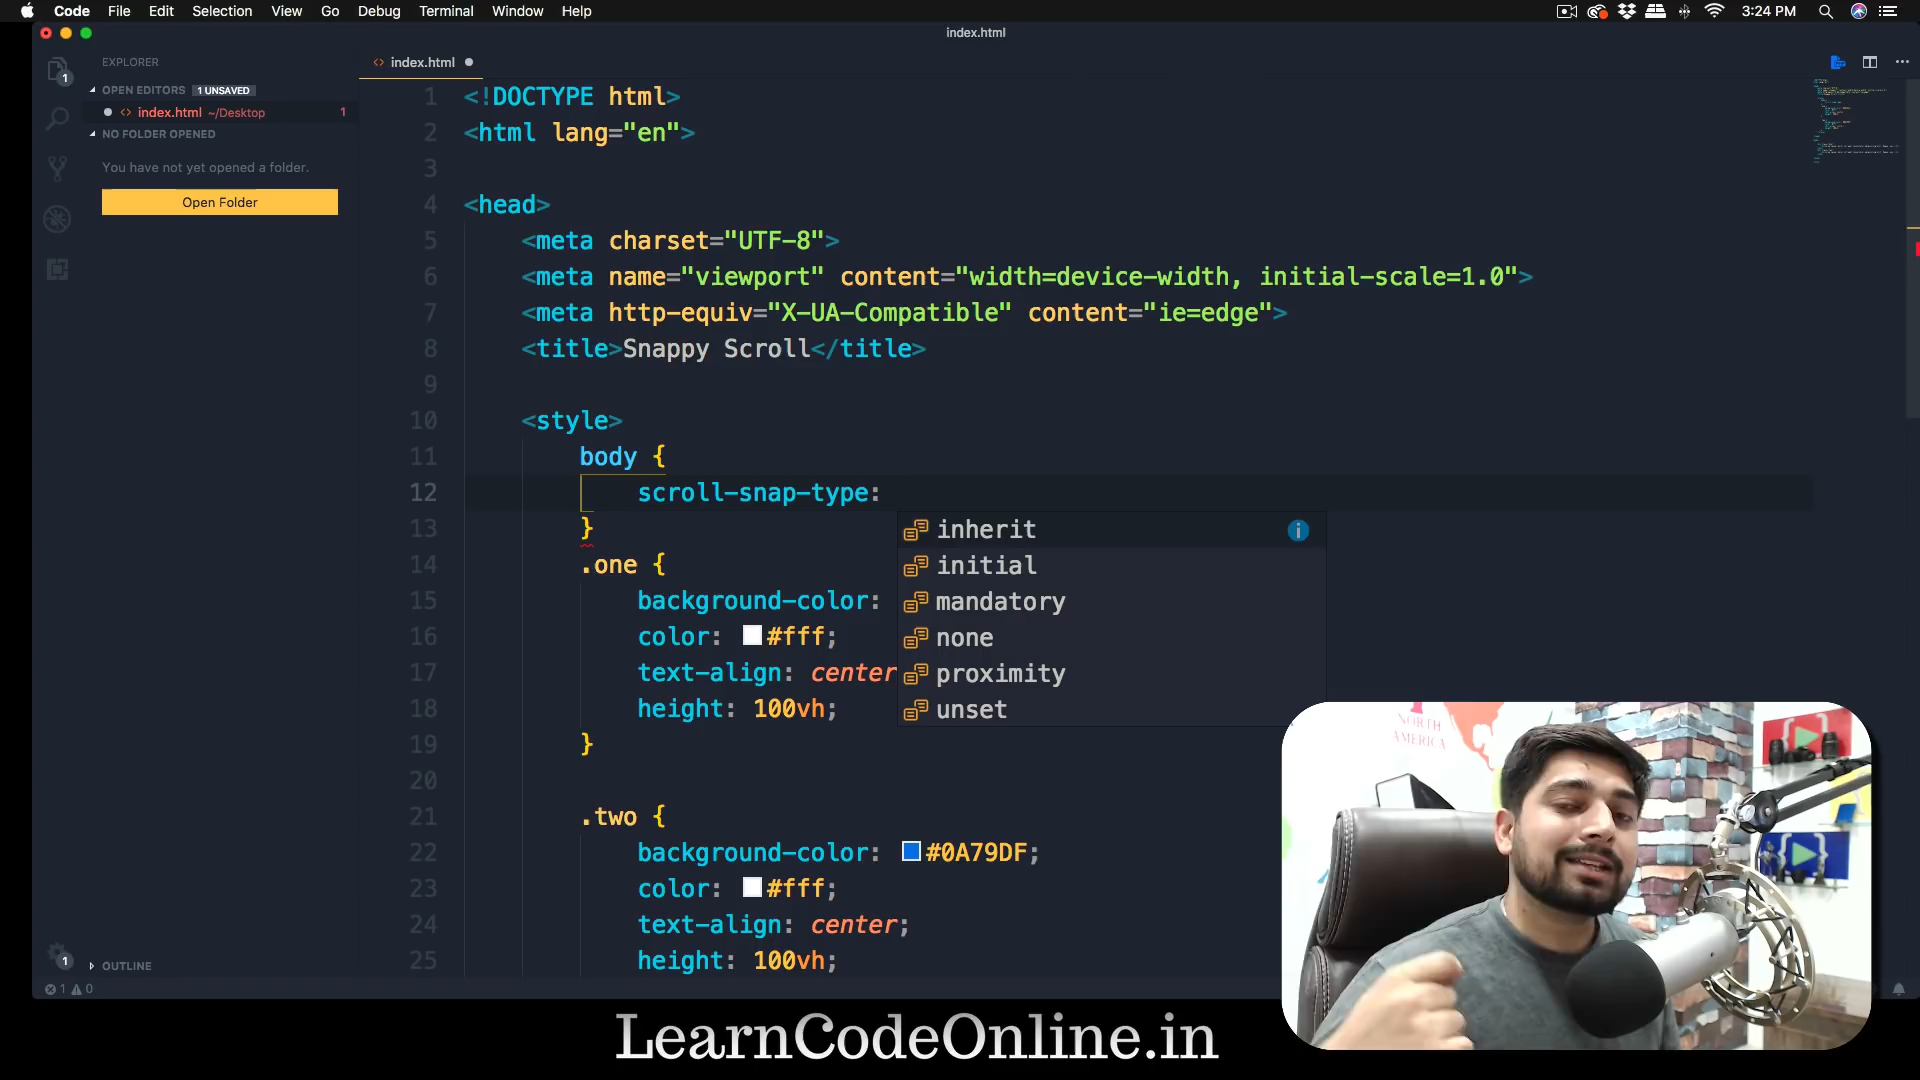 Code File Edit Selection View Go Debug Terminal Window Help 3:24 PM
index.html
EXPLORER
OPEN EDITORS 1 UNSAVED
index.html ~/Desktop 1
NO FOLDER OPENED
You have not yet opened a folder.
Open Folder
OUTLINE
index.html
1 <!DOCTYPE html>
2 <html lang="en">
3
4 <head>
5 <meta charset="UTF-8">
6 <meta name="viewport" content="width=device-width, initial-scale=1.0">
7 <meta http-equiv="X-UA-Compatible" content="ie=edge">
8 <title>Snappy Scroll</title>
9
10 <style>
11 body {
12 scroll-snap-type:
13 }
14 .one {
15 background-color:
16 color: #fff;
17 text-align: center
18 height: 100vh;
19 }
20
21 .two {
22 background-color: #0A79DF;
23 color: #fff;
24 text-align: center;
25 height: 100vh;
inherit
initial
mandatory
none
proximity
unset
NORTH
AMERICA
1 0
LearnCodeOnline.in